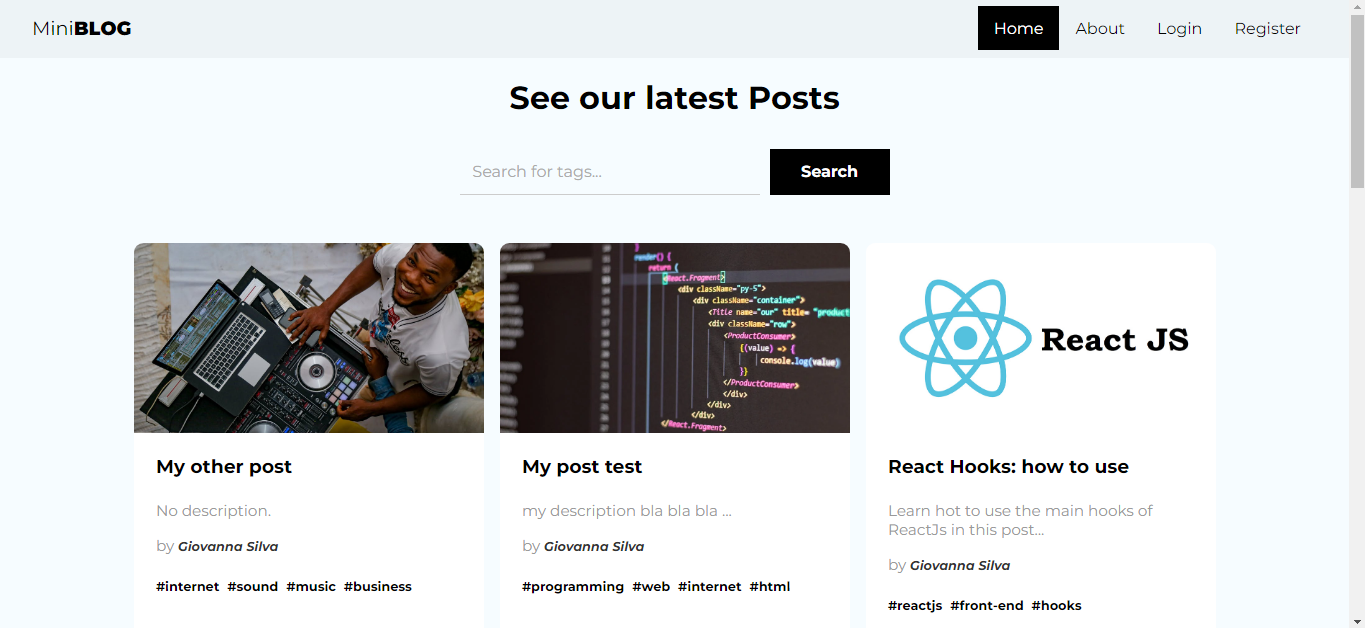 MiniBLOG
Home About Login Register
See our latest Posts
Search for tags...
Search
render() {
return (
<React.Fragment>
<div className="py-5">
<div className="container">
<Title name="our" title= "product
<div className="row">
<ProductConsumer>
{(value) => {
console.log(value)
}}
</ProductConsumer>
</div>
</div>
</div>
</React.Fragment>
React JS
My other post
No description.
by Giovanna Silva
#internet #sound #music #business
My post test
my description bla bla bla ...
by Giovanna Silva
#programming #web #internet #html
React Hooks: how to use
Learn hot to use the main hooks of
ReactJs in this post...
by Giovanna Silva
#reactjs #front-end #hooks